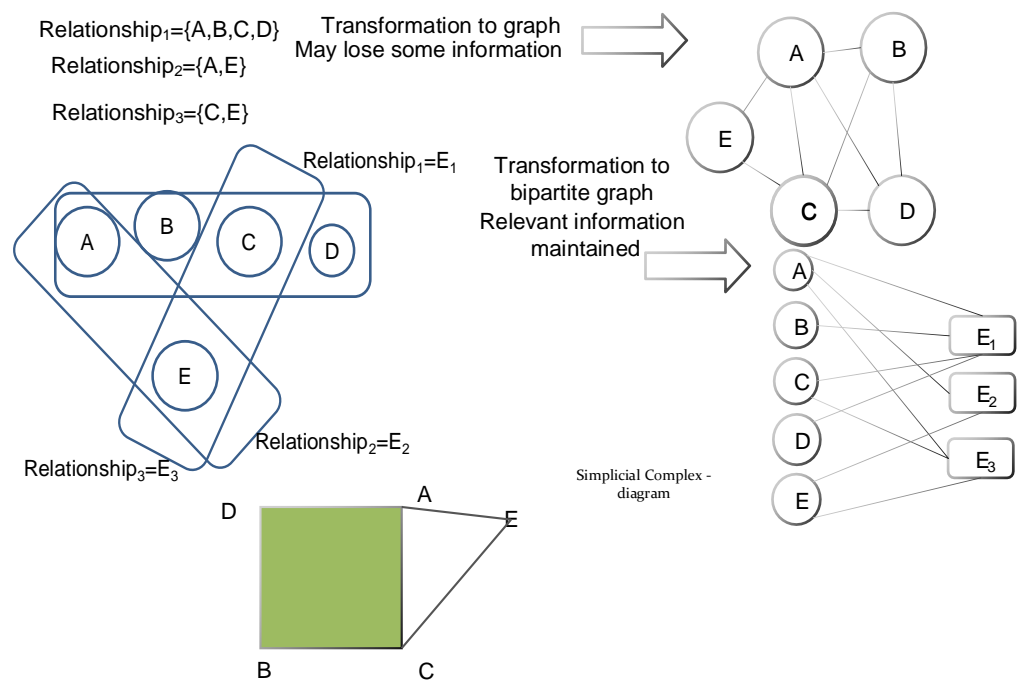 Relationship₁={A,B,C,D}
Relationship₂={A,E}
Relationship₃={C,E}
Transformation to graph
May lose some information
A
B
E
C
D
Relationship₁=E₁
A
B
C
D
E
Relationship₂=E₂
Relationship₃=E₃
Transformation to
bipartite graph
Relevant information
maintained
A
B
C
D
E
E₁
E₂
E₃
Simplicial Complex -
diagram
D
A
E
B
C